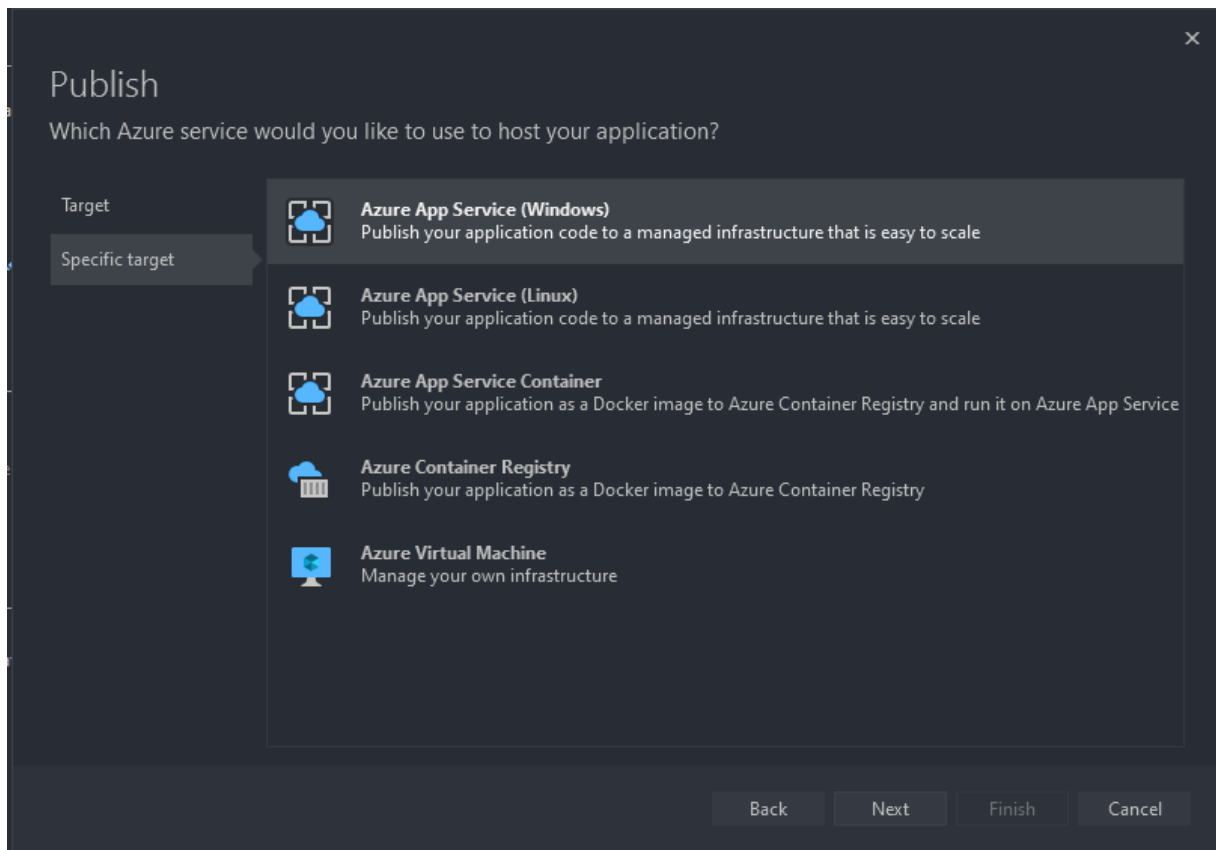 Publish
Which Azure service would you like to use to host your application?
Target
Specific target
Azure App Service (Windows)
Publish your application code to a managed infrastructure that is easy to scale
Azure App Service (Linux)
Publish your application code to a managed infrastructure that is easy to scale
Azure App Service Container
Publish your application as a Docker image to Azure Container Registry and run it on Azure App Service
Azure Container Registry
Publish your application as a Docker image to Azure Container Registry
Azure Virtual Machine
Manage your own infrastructure
Back
Next
Finish
Cancel